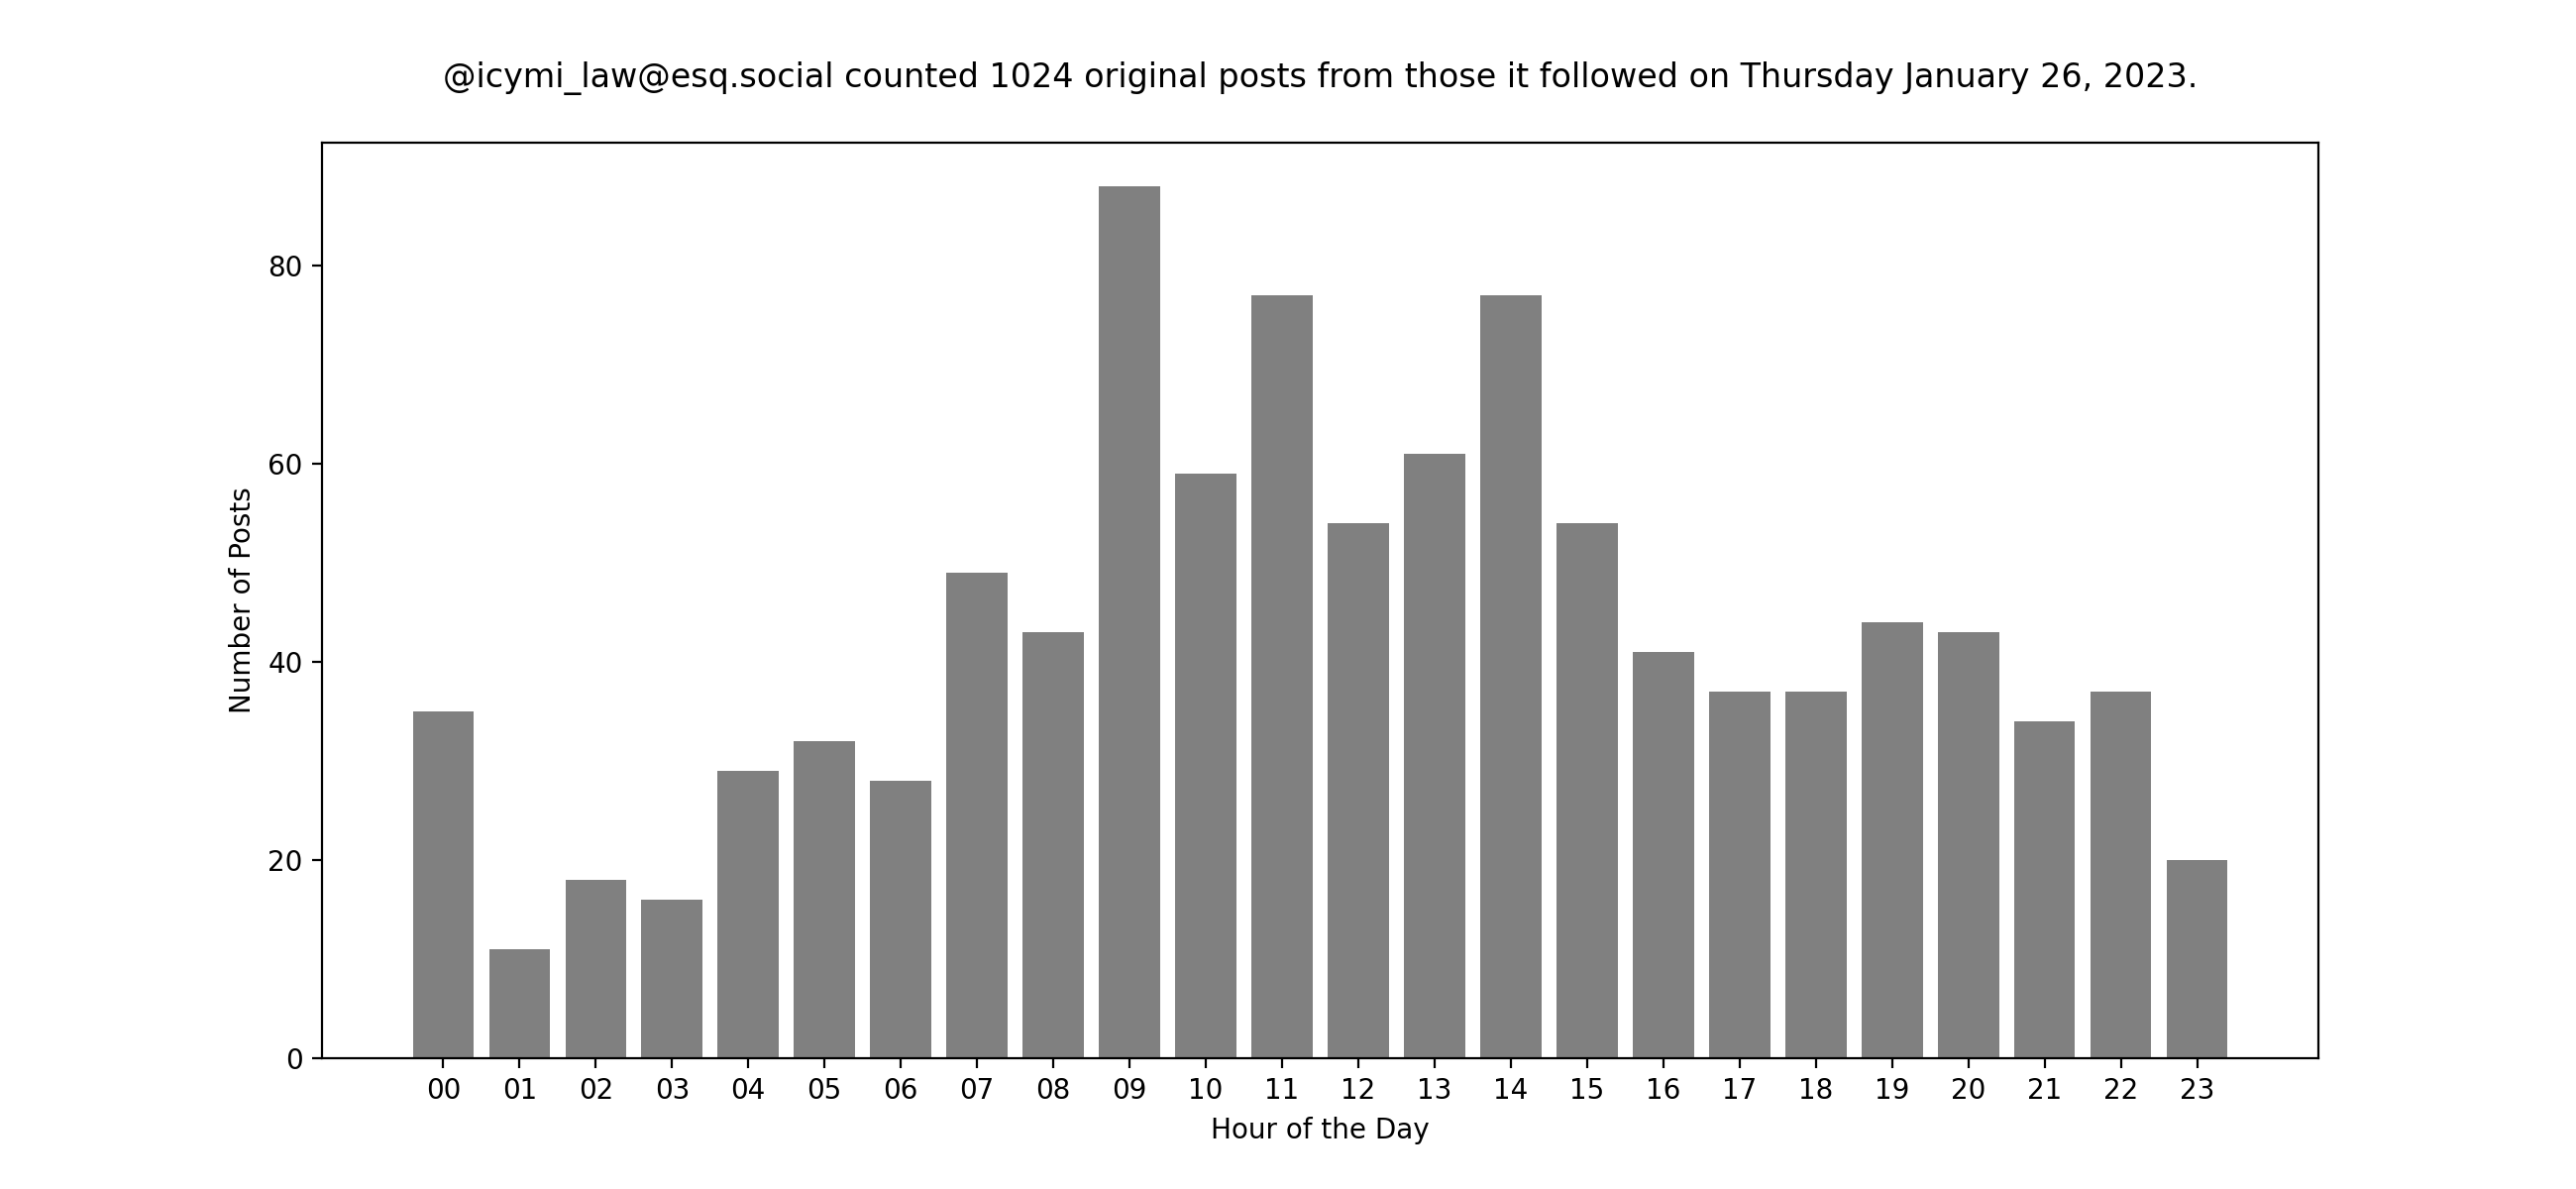 @icymi_law@esq.social counted 1024 original posts from those it followed on Thursday January 26, 2023.
80
60
40
20
0
Number of Posts
00 01 02 03 04 05 06 07 08 09 10 11 12 13 14 15 16 17 18 19 20 21 22 23
Hour of the Day